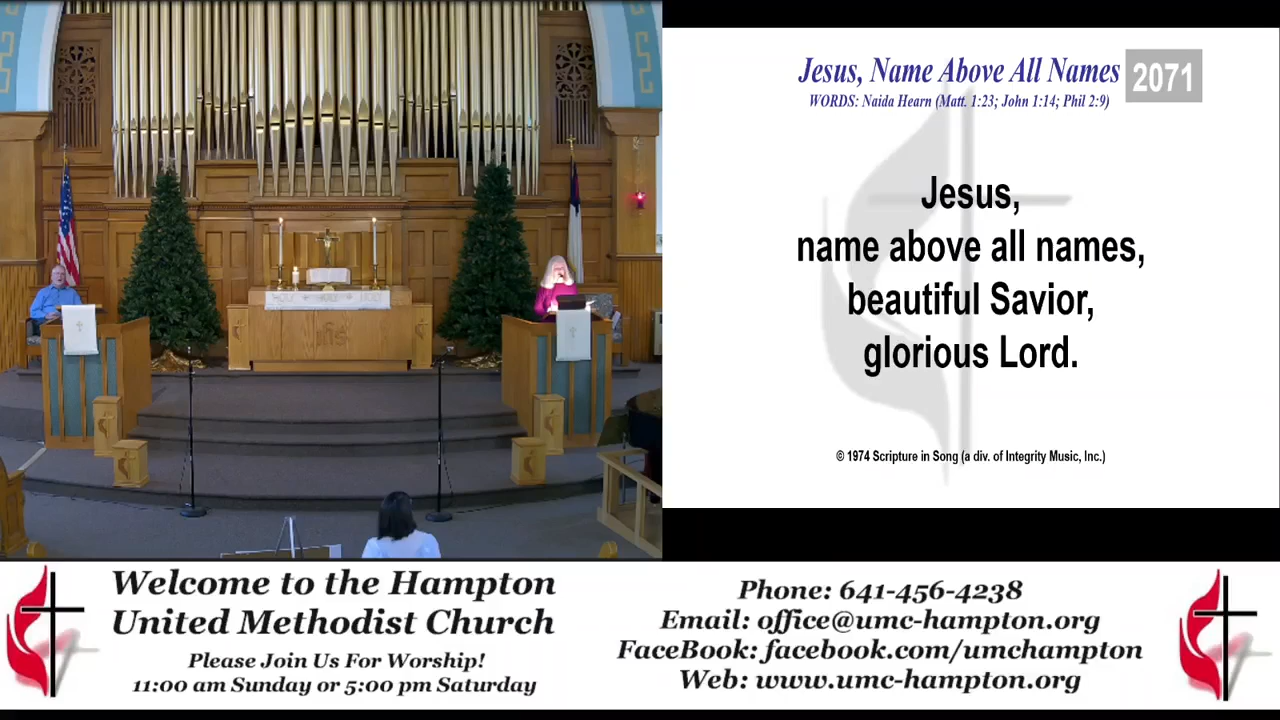 Jesus, Name Above All Names 2071
WORDS: Naida Hearn (Matt. 1:23; John 1:14; Phil 2:9)
Jesus,
name above all names,
beautiful Savior,
glorious Lord.
© 1974 Scripture in Song (a div. of Integrity Music, Inc.)
HOLY HOLY HOLY
Welcome to the Hampton
United Methodist Church
Please Join Us For Worship!
11:00 am Sunday or 5:00 pm Saturday
Phone: 641-456-4238
Email: office@umc-hampton.org
FaceBook: facebook.com/umchampton
Web: www.umc-hampton.org